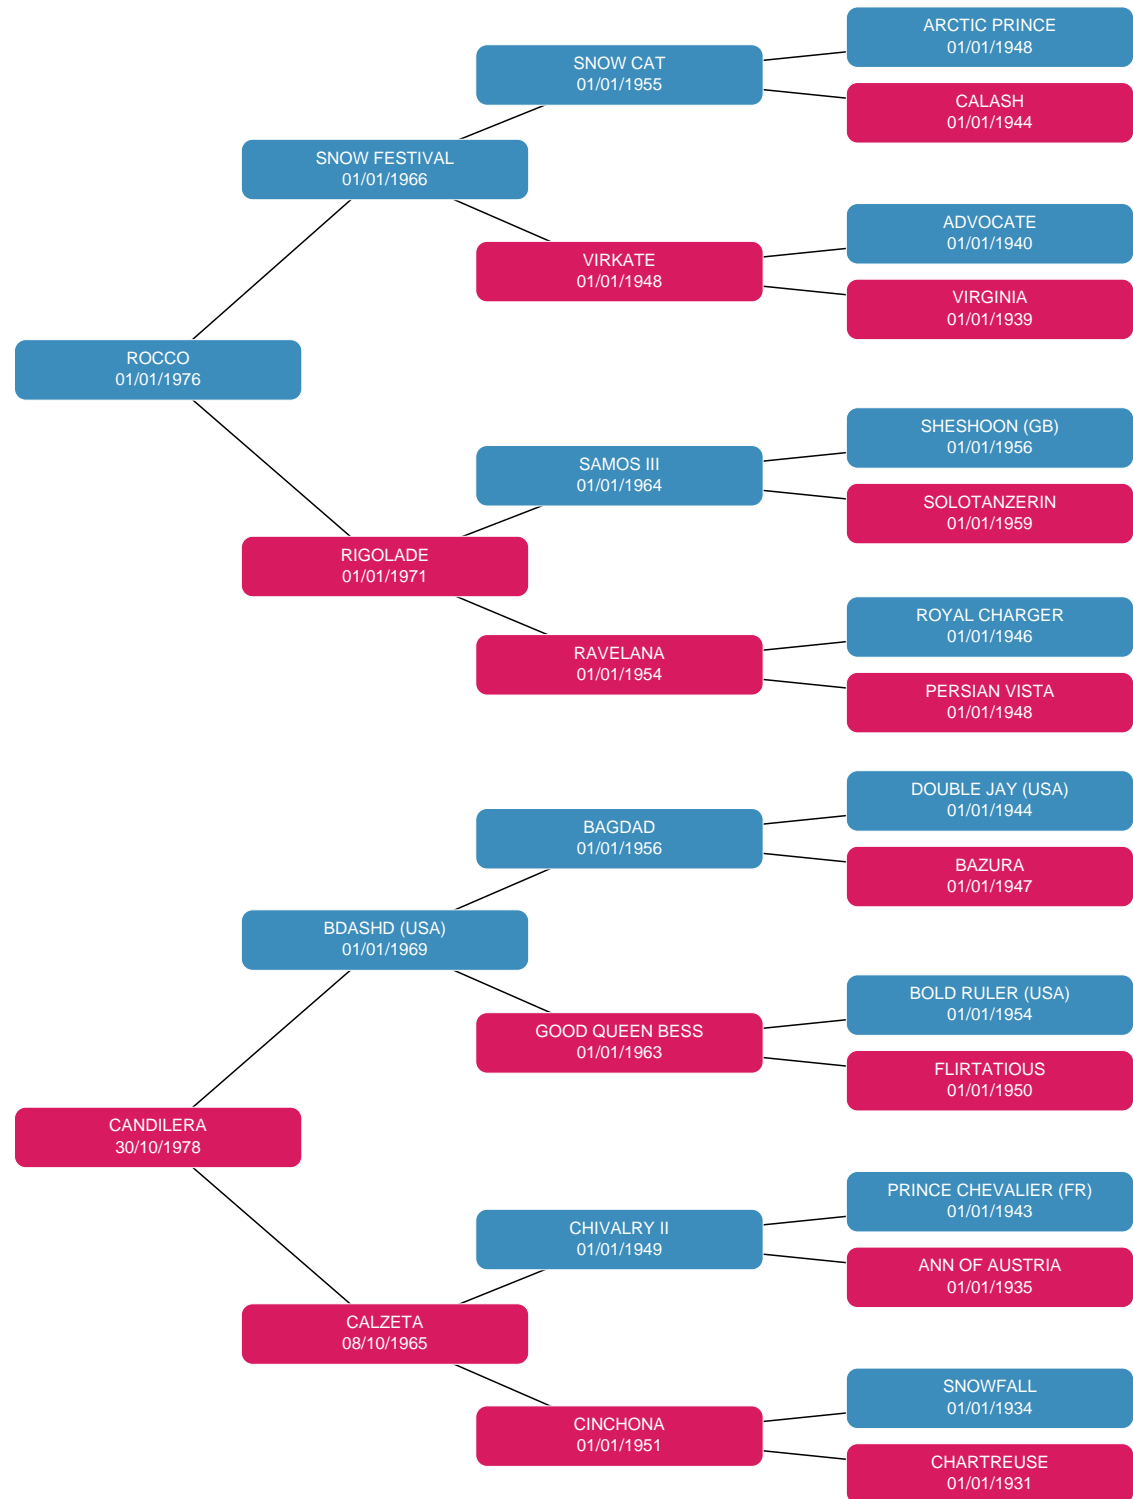 ARCTIC PRINCE
01/01/1948
SNOW CAT
01/01/1955
CALASH
01/01/1944
SNOW FESTIVAL
01/01/1966
ADVOCATE
01/01/1940
VIRKATE
01/01/1948
VIRGINIA
01/01/1939
ROCCO
01/01/1976
SHESHOON (GB)
01/01/1956
SAMOS III
01/01/1964
SOLOTANZERIN
01/01/1959
RIGOLADE
01/01/1971
ROYAL CHARGER
01/01/1946
RAVELANA
01/01/1954
PERSIAN VISTA
01/01/1948
DOUBLE JAY (USA)
01/01/1944
BAGDAD
01/01/1956
BAZURA
01/01/1947
BDASHD (USA)
01/01/1969
BOLD RULER (USA)
01/01/1954
GOOD QUEEN BESS
01/01/1963
FLIRTATIOUS
01/01/1950
CANDILERA
30/10/1978
PRINCE CHEVALIER (FR)
01/01/1943
CHIVALRY II
01/01/1949
ANN OF AUSTRIA
01/01/1935
CALZETA
08/10/1965
SNOWFALL
01/01/1934
CINCHONA
01/01/1951
CHARTREUSE
01/01/1931